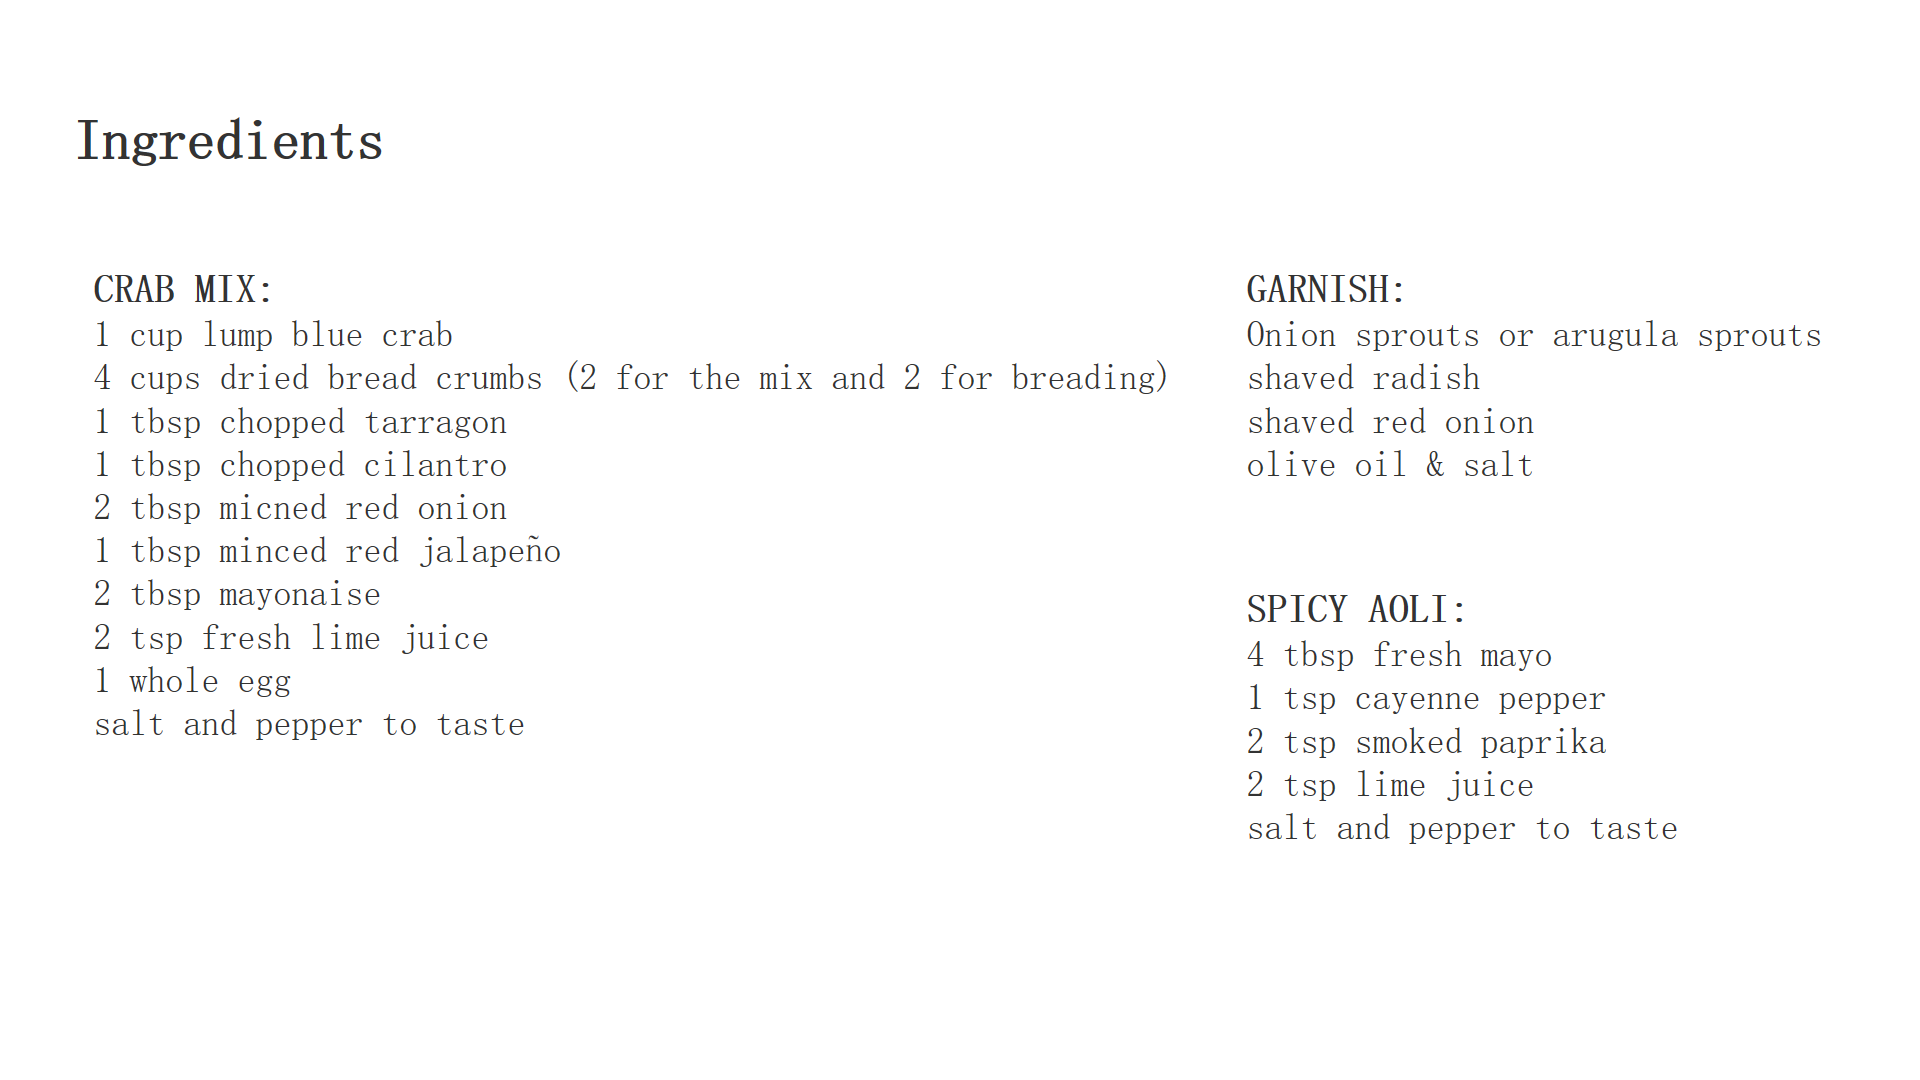 Ingredients
CRAB MIX:
1 cup lump blue crab
4 cups dried bread crumbs (2 for the mix and 2 for breading)
1 tbsp chopped tarragon
1 tbsp chopped cilantro
2 tbsp micned red onion
1 tbsp minced red jalapeño
2 tbsp mayonaise
2 tsp fresh lime juice
1 whole egg
salt and pepper to taste
GARNISH:
Onion sprouts or arugula sprouts
shaved radish
shaved red onion
olive oil & salt
SPICY AOLI:
4 tbsp fresh mayo
1 tsp cayenne pepper
2 tsp smoked paprika
2 tsp lime juice
salt and pepper to taste